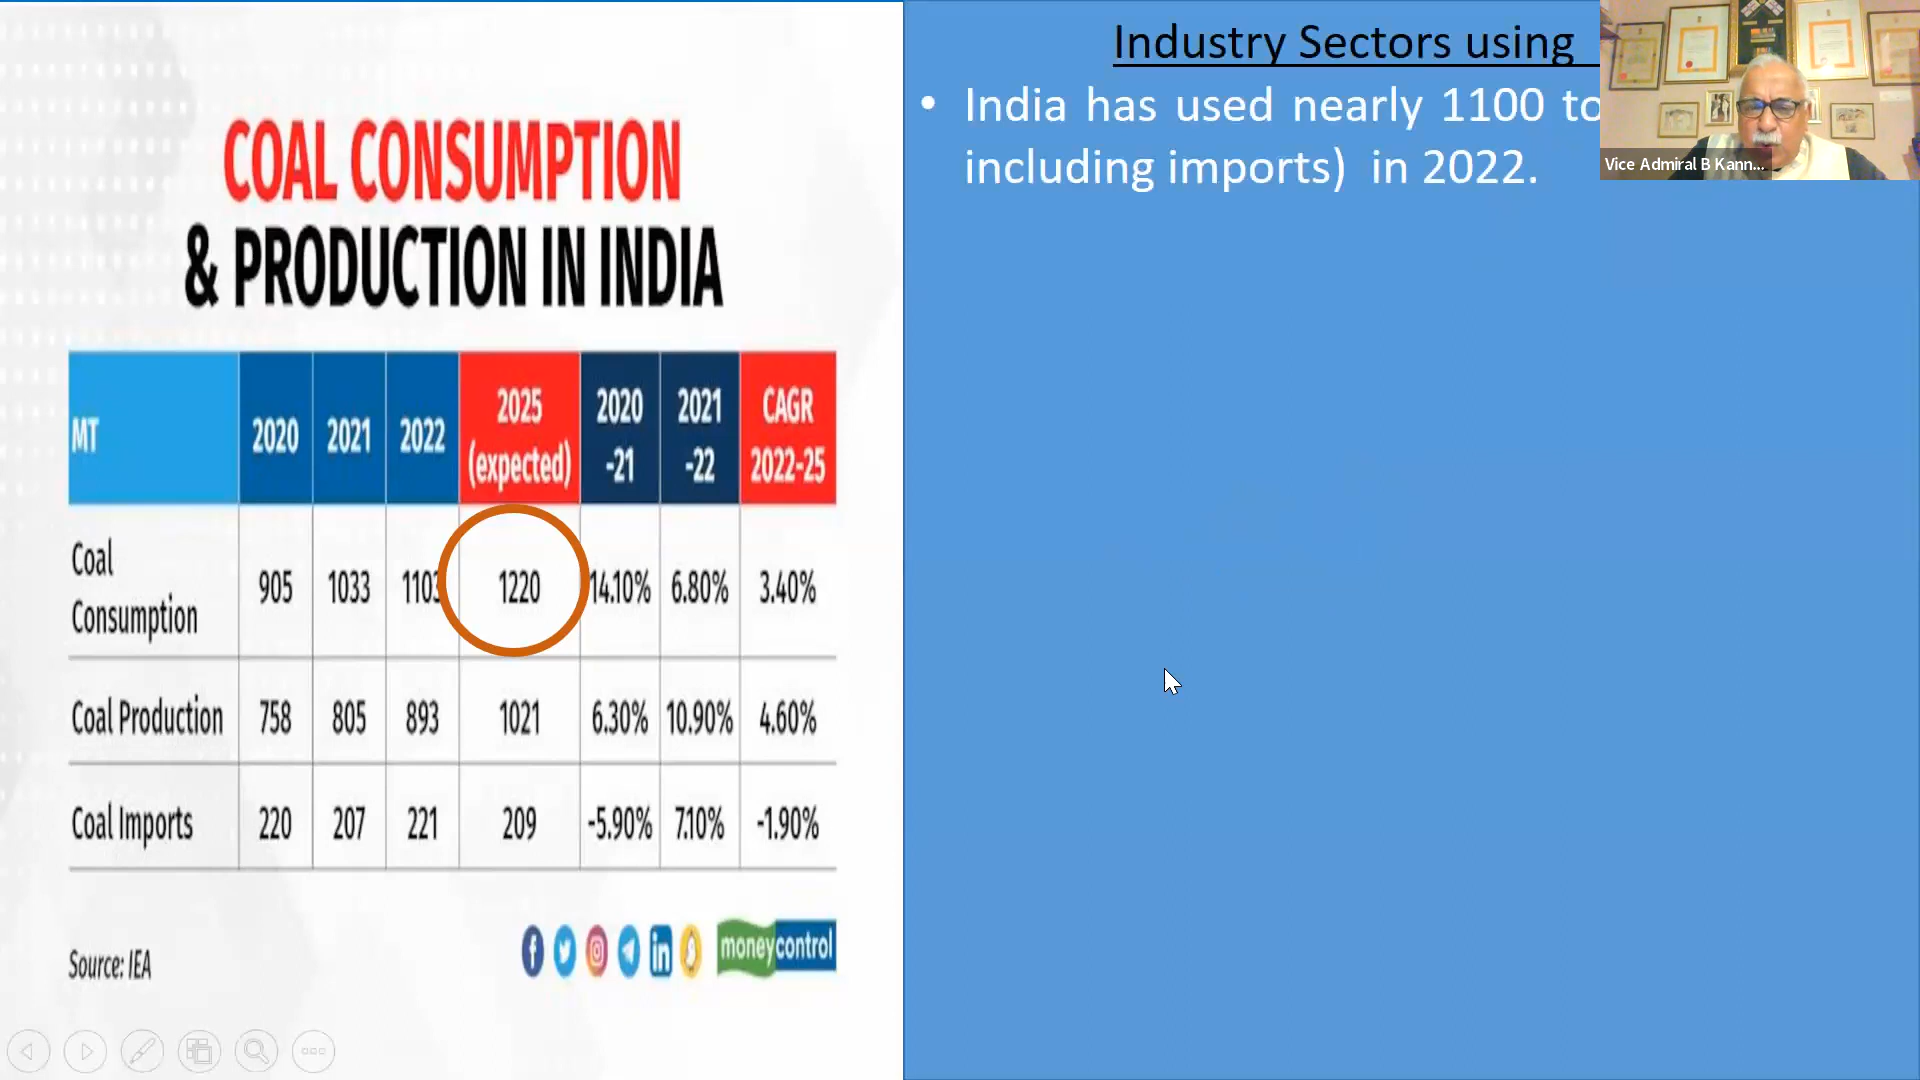 COAL CONSUMPTION
& PRODUCTION IN INDIA
MT 2020 2021 2022 2025 (expected) 2020 -21 2021 -22 CAGR 2022-25
Coal Consumption 905 1033 1103 1220 14.10% 6.80% 3.40%
Coal Production 758 805 893 1021 6.30% 10.90% 4.60%
Coal Imports 220 207 221 209 -5.90% 7.10% -1.90%
Source: IEA
moneycontrol
Industry Sectors using
• India has used nearly 1100 to
including imports) in 2022.
Vice Admiral B Kann...